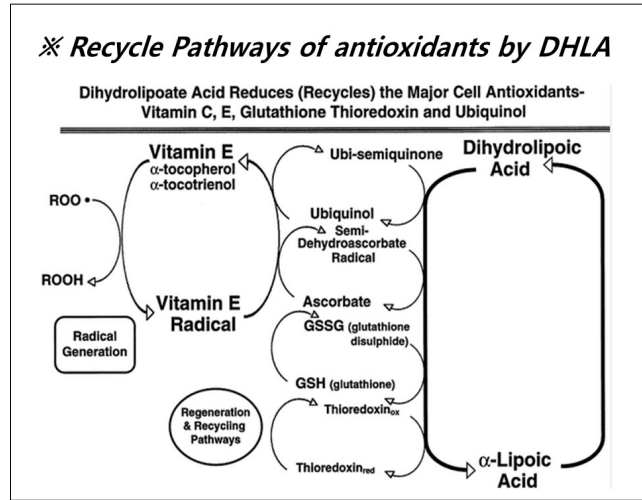 ※ Recycle Pathways of antioxidants by DHLA
Dihydrolipoate Acid Reduces (Recycles) the Major Cell Antioxidants-
Vitamin C, E, Glutathione Thioredoxin and Ubiquinol
Vitamin E
α-tocopherol
α-tocotrienol
ROO •
ROOH
Vitamin E
Radical
Radical
Generation
Ubi-semiquinone
Ubiquinol
Semi-
Dehydroascorbate
Radical
Ascorbate
GSSG (glutathione
disulphide)
GSH (glutathione)
Thioredoxinox
Thioredoxinred
Regeneration
& Recycling
Pathways
Dihydrolipoic
Acid
α-Lipoic
Acid